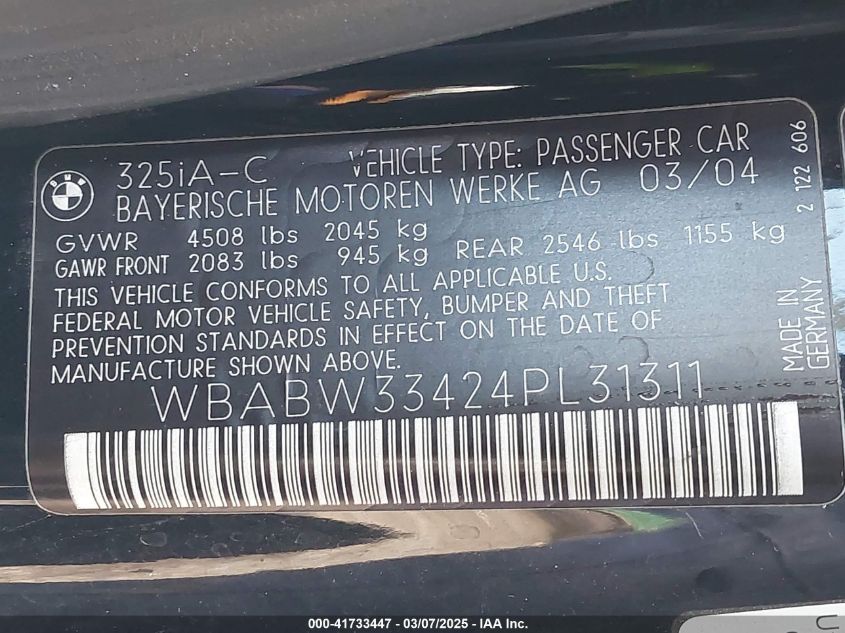 BMW
325iA-C VEHICLE TYPE: PASSENGER CAR
BAYERISCHE MOTOREN WERKE AG 03/04
GVWR 4508 lbs 2045 kg
GAWR FRONT 2083 lbs 945 kg REAR 2546 lbs 1155 kg
THIS VEHICLE CONFORMS TO ALL APPLICABLE U.S.
FEDERAL MOTOR VEHICLE SAFETY, BUMPER AND THEFT
PREVENTION STANDARDS IN EFFECT ON THE DATE OF
MANUFACTURE SHOWN ABOVE.
WBABW33424PL31311
2 122 606
MADE IN
GERMANY
000-41733447 - 03/07/2025 - IAA Inc.